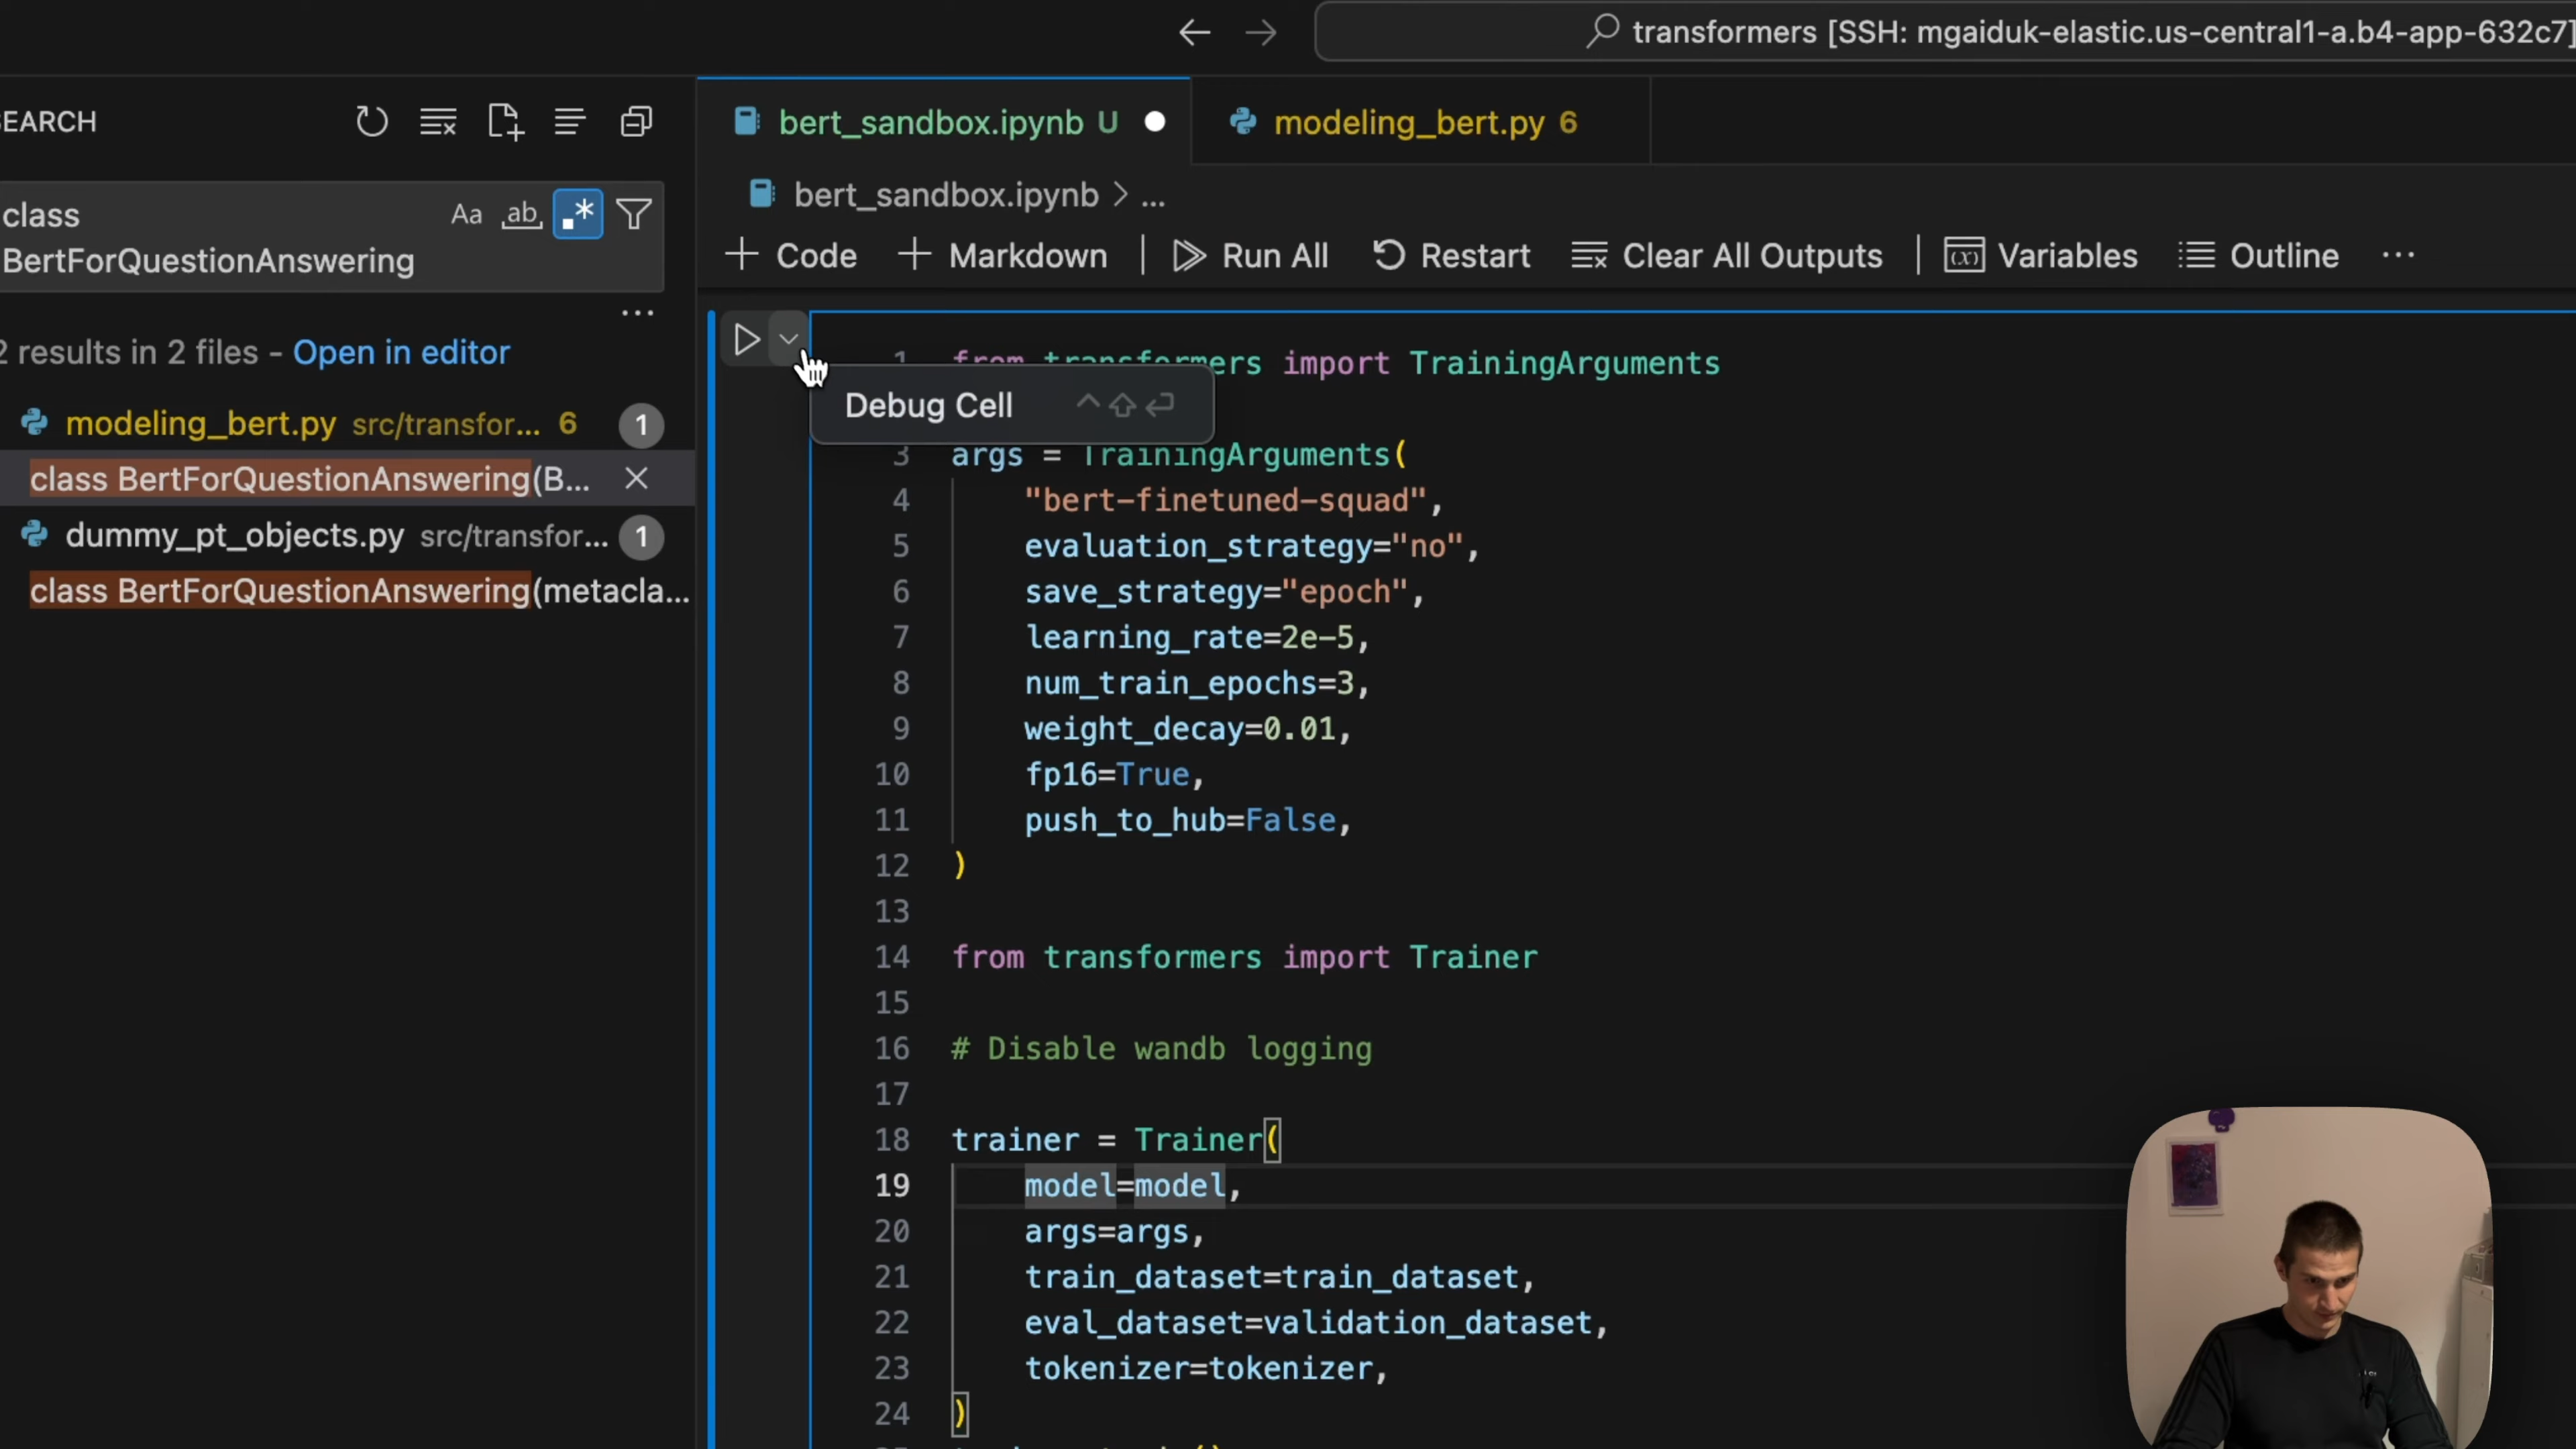 transformers [SSH: mgaiduk-elastic.us-central1-a.b4-app-632c7]
EARCH
bert_sandbox.ipynb U
modeling_bert.py 6
class
BertForQuestionAnswering
Aa ab .*
bert_sandbox.ipynb > ...
+ Code + Markdown | Run All Restart Clear All Outputs | (x) Variables Outline ...
2 results in 2 files - Open in editor
modeling_bert.py src/transfor... 6 1
class BertForQuestionAnswering(B...
dummy_pt_objects.py src/transfor... 1
class BertForQuestionAnswering(metacla...
Debug Cell
1 from transformers import TrainingArguments
3 args = TrainingArguments(
4 "bert-finetuned-squad",
5 evaluation_strategy="no",
6 save_strategy="epoch",
7 learning_rate=2e-5,
8 num_train_epochs=3,
9 weight_decay=0.01,
10 fp16=True,
11 push_to_hub=False,
12 )
13
14 from transformers import Trainer
15
16 # Disable wandb logging
17
18 trainer = Trainer(
19 model=model,
20 args=args,
21 train_dataset=train_dataset,
22 eval_dataset=validation_dataset,
23 tokenizer=tokenizer,
24 )